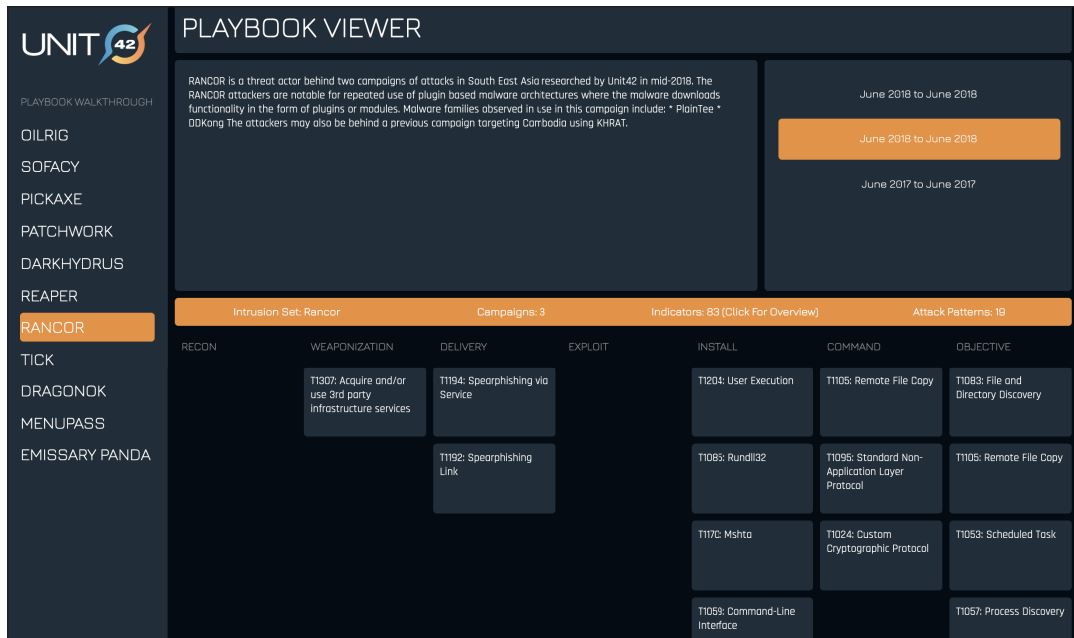 UNIT 42
PLAYBOOK VIEWER
PLAYBOOK WALKTHROUGH
OILRIG
SOFACY
PICKAXE
PATCHWORK
DARKHYDRUS
REAPER
RANCOR
TICK
DRAGONOK
MENUPASS
EMISSARY PANDA
RANCOR is a threat actor behind two campaigns of attacks in South East Asia researched by Unit42 in mid-2018. The
RANCOR attackers are notable for repeated use of plugin based malware architectures where the malware downloads
functionality in the form of plugins or modules. Malware families observed in use in this campaign include: * PlainTee *
DDKong The attackers may also be behind a previous campaign targeting Cambodia using KHRAT.
June 2018 to June 2018
June 2018 to June 2018
June 2017 to June 2017
Intrusion Set: Rancor
Campaigns: 3
Indicators: 83 (Click For Overview)
Attack Patterns: 19
RECON
WEAPONIZATION
T1307: Acquire and/or
use 3rd party
infrastructure services
DELIVERY
T1194: Spearphishing via
Service
T1192: Spearphishing
Link
EXPLOIT
INSTALL
T1204: User Execution
T1085: Rundll32
T1170: Mshta
T1059: Command-Line
Interface
COMMAND
T1105: Remote File Copy
T1095: Standard Non-
Application Layer
Protocol
T1024: Custom
Cryptographic Protocol
OBJECTIVE
T1083: File and
Directory Discovery
T1105: Remote File Copy
T1053: Scheduled Task
T1057: Process Discovery